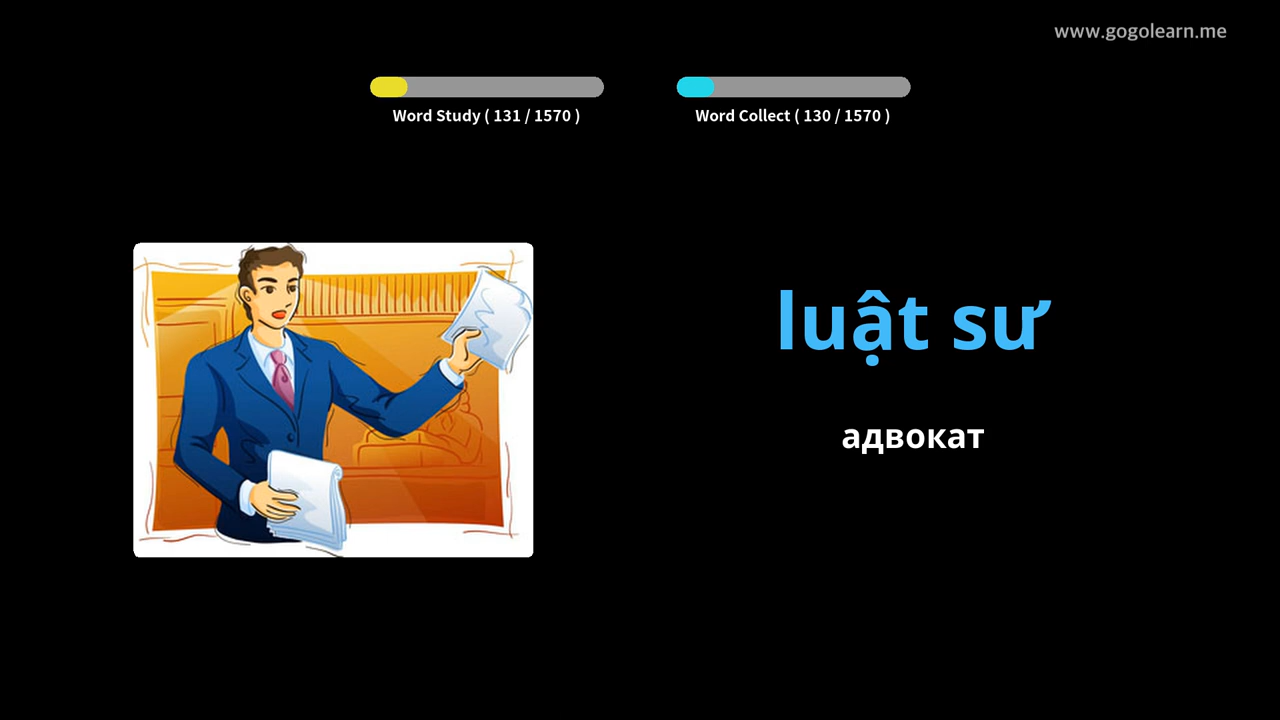 www.gogolearn.me
Word Study ( 131 / 1570 )
Word Collect ( 130 / 1570 )
luật sư
адвокат